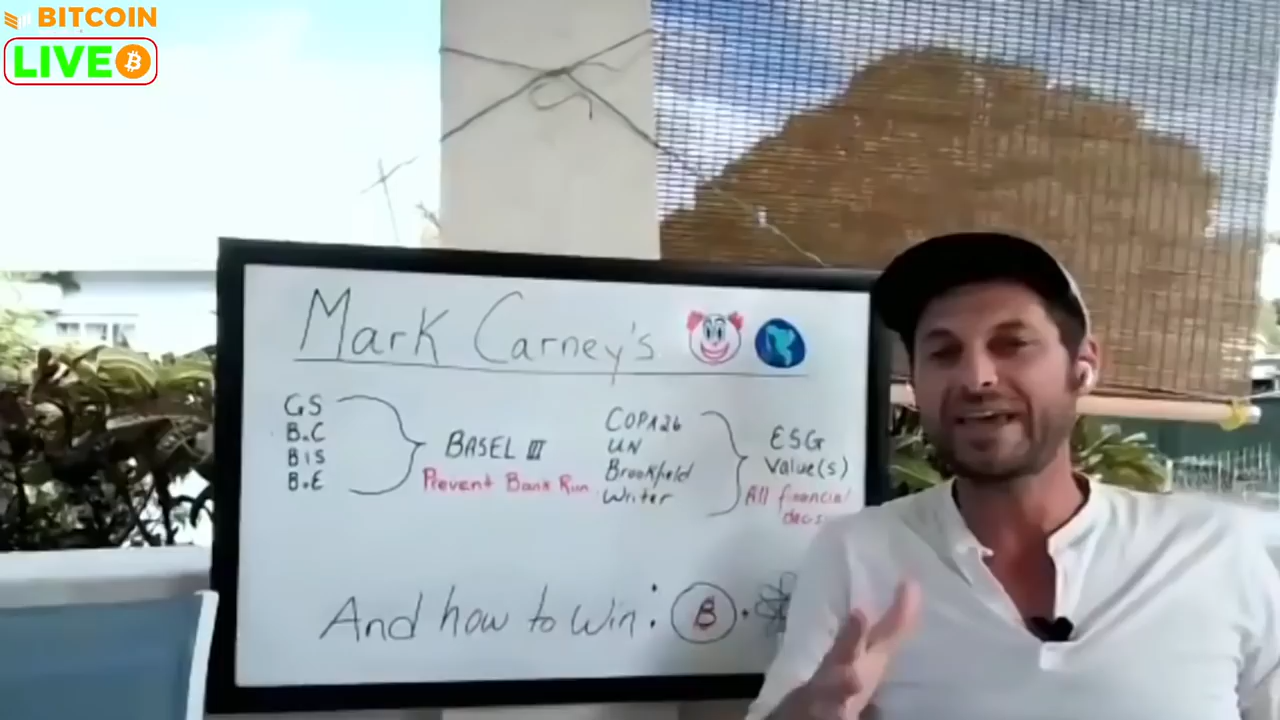 BITCOIN
LIVE
Mark Carney's
GS
B.C
BIS
B.E
BASEL III
Prevent Bank Run
COPA26
UN
Brookfield
Writer
ESG
Value(s)
All financial
And how to win:
B